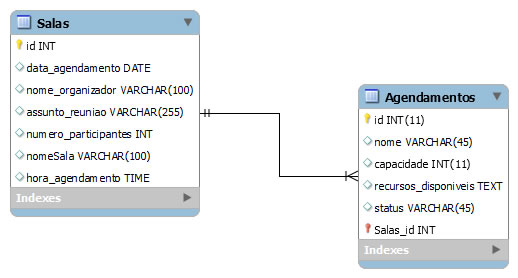 Salas
id INT
data_agendamento DATE
nome_organizador VARCHAR(100)
assunto_reuniao VARCHAR(255)
numero_participantes INT
nomeSala VARCHAR(100)
hora_agendamento TIME
Indexes
Agendamentos
id INT(11)
nome VARCHAR(45)
capacidade INT(11)
recursos_disponiveis TEXT
status VARCHAR(45)
Salas_id INT
Indexes